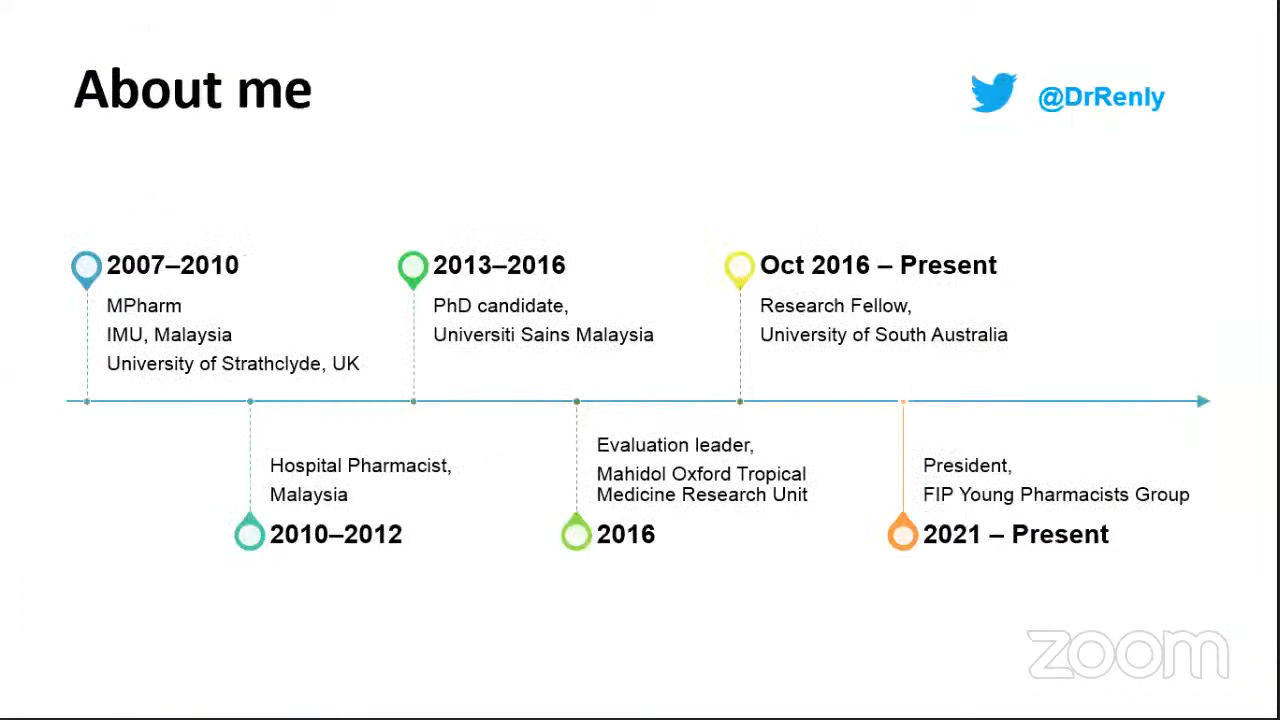 About me
@DrRenly
2007–2010
MPharm
IMU, Malaysia
University of Strathclyde, UK
2013–2016
PhD candidate,
Universiti Sains Malaysia
Oct 2016 – Present
Research Fellow,
University of South Australia
Hospital Pharmacist,
Malaysia
2010–2012
Evaluation leader,
Mahidol Oxford Tropical
Medicine Research Unit
2016
President,
FIP Young Pharmacists Group
2021 – Present
zoom